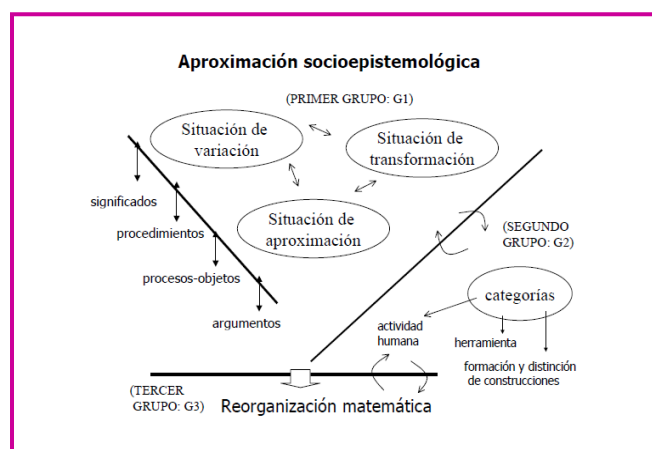 Aproximación socioepistemológica
(PRIMER GRUPO: G1)
Situación de
variación
Situación de
transformación
Situación de
aproximación
significados
procedimientos
procesos-objetos
argumentos
(SEGUNDO
GRUPO: G2)
categorías
actividad
humana
herramienta
formación y distinción
de construcciones
(TERCER
GRUPO: G3)
Reorganización matemática